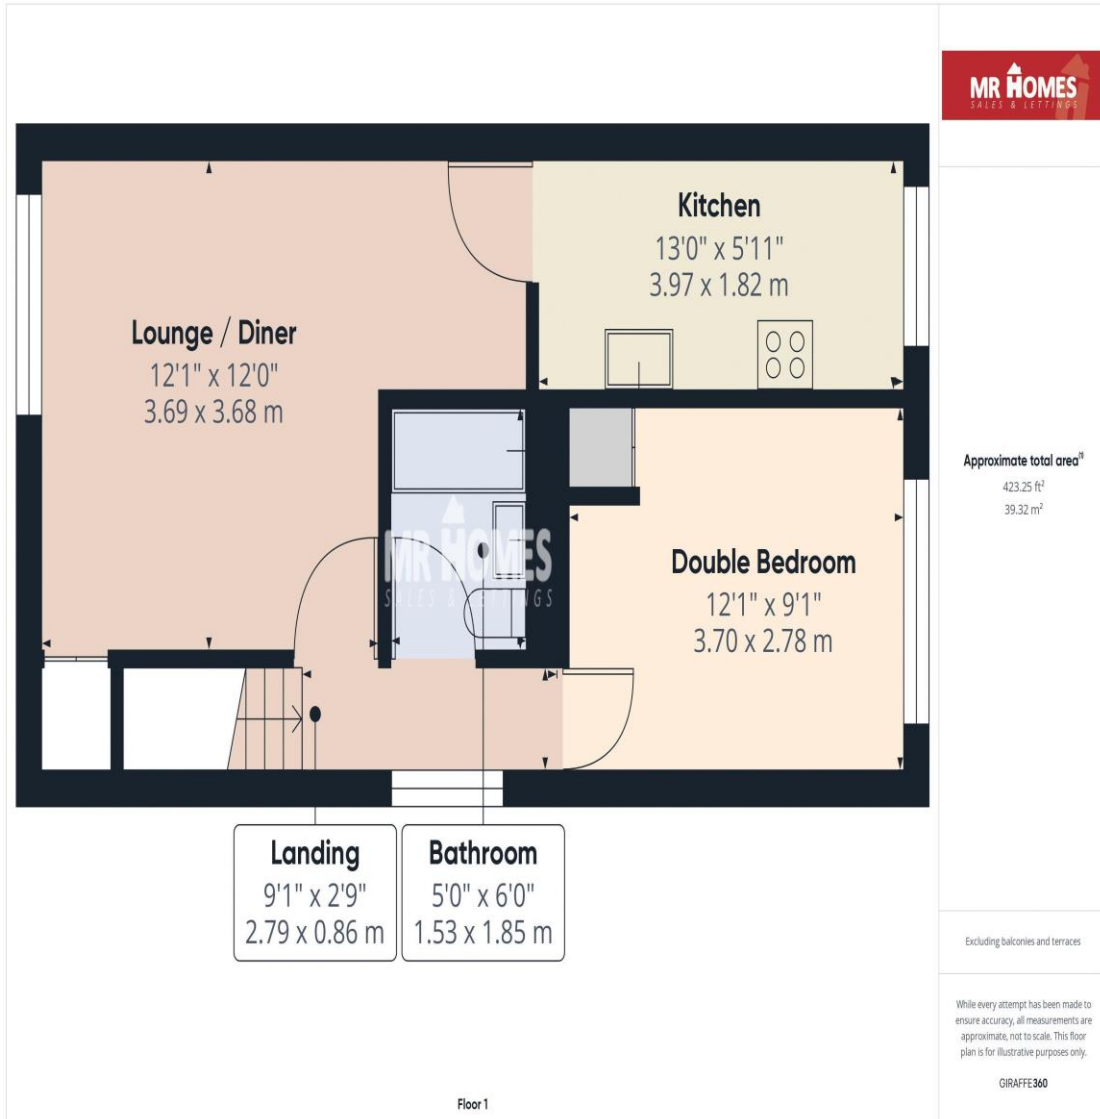 MR HOMES
SALES & LETTINGS
Kitchen
13'0" x 5'11"
3.97 x 1.82 m
Lounge / Diner
12'1" x 12'0"
3.69 x 3.68 m
MR HOMES
SALES & LETTINGS
Double Bedroom
12'1" x 9'1"
3.70 x 2.78 m
Landing
9'1" x 2'9"
2.79 x 0.86 m
Bathroom
5'0" x 6'0"
1.53 x 1.85 m
Floor 1
Approximate total area⁽¹⁾
423.25 ft²
39.32 m²
Excluding balconies and terraces
While every attempt has been made to
ensure accuracy, all measurements are
approximate, not to scale. This floor
plan is for illustrative purposes only.
GIRAFFE360